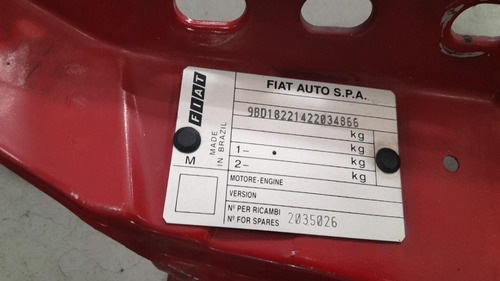 FIAT
FIAT AUTO S.P.A.
9BD18221422034866
kg
MADE
IN BRAZIL
kg
1-
kg
2-
kg
M
MOTORE-ENGINE
VERSION
Nº PER RICAMBI
Nº FOR SPARES 2035026